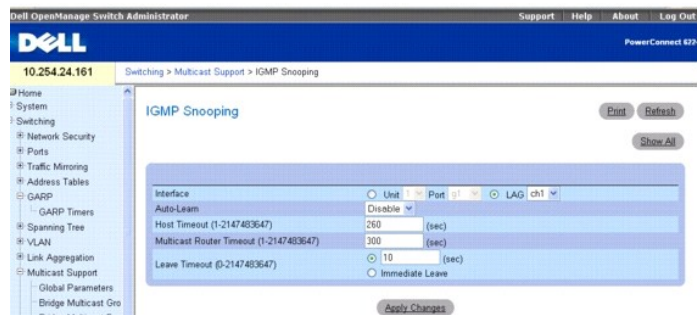 Dell OpenManage Switch Administrator
Support Help About Log Out
DELL
PowerConnect
10.254.24.161
Switching > Multicast Support > IGMP Snooping
Home
System
Switching
Network Security
Ports
Traffic Mirroring
Address Tables
GARP
GARP Timers
Spanning Tree
VLAN
Link Aggregation
Multicast Support
Global Parameters
Bridge Multicast Gro
IGMP Snooping
Print Refresh
Show All
Interface Unit 1 Port g1 LAG ch1
Auto-Learn Disable
Host Timeout (1-2147483647) 260 (sec)
Multicast Router Timeout (1-2147483647) 300 (sec)
Leave Timeout (0-2147483647) 10 (sec)
Immediate Leave
Apply Changes